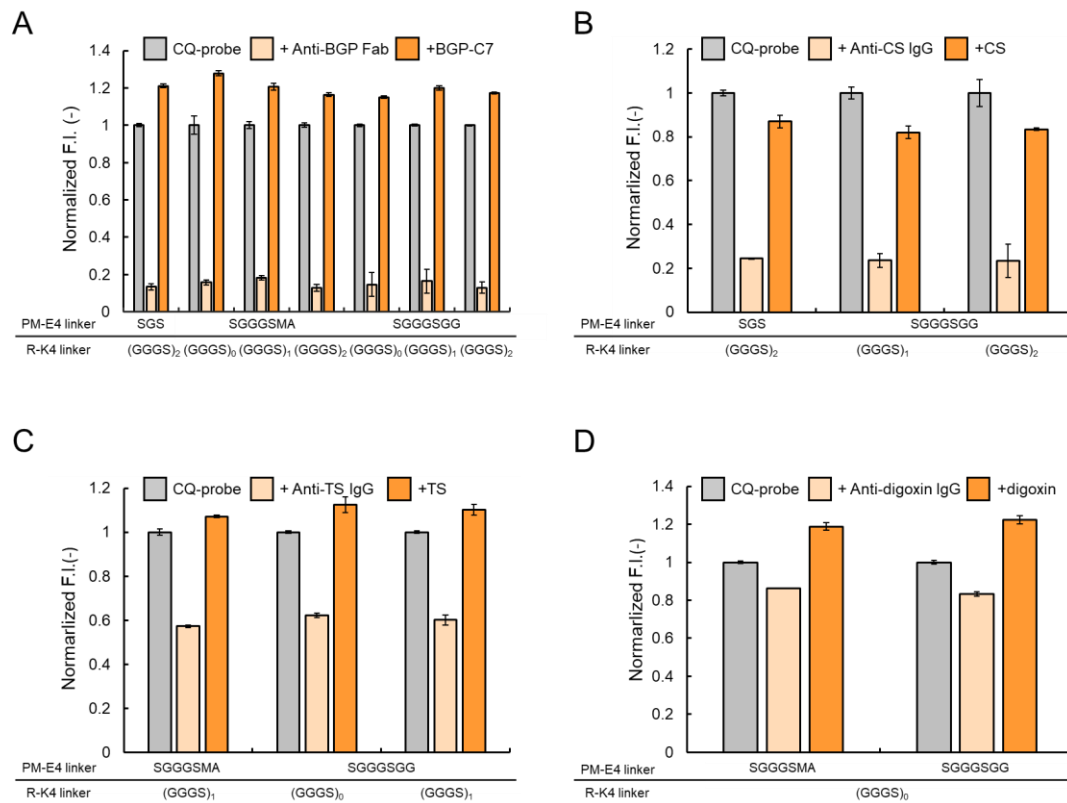 A
CQ-probe + Anti-BGP Fab +BGP-C7
Normalized F.I. (-)
1.4
1.2
1
0.8
0.6
0.4
0.2
0
PM-E4 linker SGS SGGGSMA SGGGSGG
R-K4 linker (GGGS)2 (GGGS)0 (GGGS)1 (GGGS)2 (GGGS)0 (GGGS)1 (GGGS)2
B
CQ-probe + Anti-CS IgG +CS
Normarlized F.I. (-)
1.2
1
0.8
0.6
0.4
0.2
0
PM-E4 linker SGS SGGGSGG
R-K4 linker (GGGS)2 (GGGS)1 (GGGS)2
C
CQ-probe + Anti-TS IgG +TS
Normarlized F.I.(-)
1.2
1
0.8
0.6
0.4
0.2
0
PM-E4 linker SGGGSMA SGGGSGG
R-K4 linker (GGGS)1 (GGGS)0 (GGGS)1
D
CQ-probe + Anti-digoxin IgG +digoxin
Normarlized F.I.(-)
1.4
1.2
1
0.8
0.6
0.4
0.2
0
PM-E4 linker SGGGSMA SGGGSGG
R-K4 linker (GGGS)0